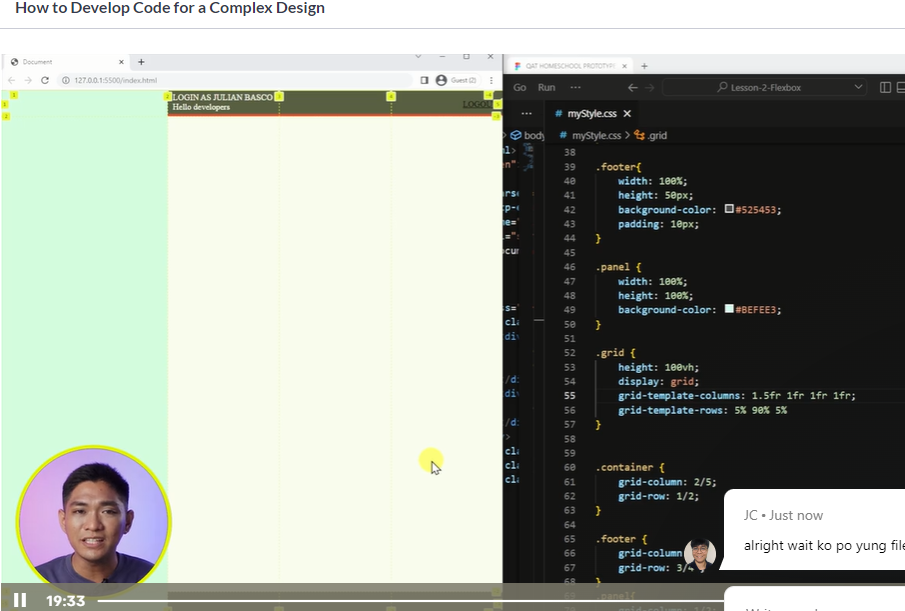 How to Develop Code for a Complex Design
Document
127.0.0.1:5500/index.html
Guest (2)
LOGIN AS JULIAN BASCO
Hello developers
LOGOU
QAT HOMESCHOOL PROTOTYP
Go Run ...
Lesson-2-Flexbox
# myStyle.css
body
# myStyle.css > .grid
38
39 .footer{
40 width: 100%;
41 height: 50px;
42 background-color: #525453;
43 padding: 10px;
44 }
45
46 .panel {
47 width: 100%;
48 height: 100%;
49 background-color: #BEFEE3;
50 }
51
52 .grid {
53 height: 100vh;
54 display: grid;
55 grid-template-columns: 1.5fr 1fr 1fr 1fr;
56 grid-template-rows: 5% 90% 5%
57 }
58
59
60 .container {
61 grid-column: 2/5;
62 grid-row: 1/2;
63 }
64
65 .footer {
66 grid-column
67 grid-row: 3/4
68 }
69 .panel{
JC • Just now
alright wait ko po yung file
19:33